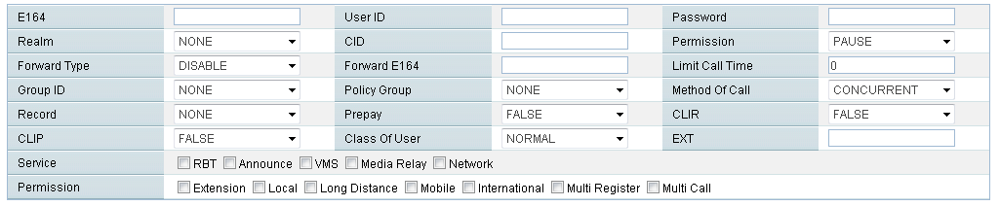 E164 User ID Password
Realm NONE CID Permission PAUSE
Forward Type DISABLE Forward E164 Limit Call Time 0
Group ID NONE Policy Group NONE Method Of Call CONCURRENT
Record NONE Prepay FALSE CLIR FALSE
CLIP FALSE Class Of User NORMAL EXT
Service RBT Announce VMS Media Relay Network
Permission Extension Local Long Distance Mobile International Multi Register Multi Call